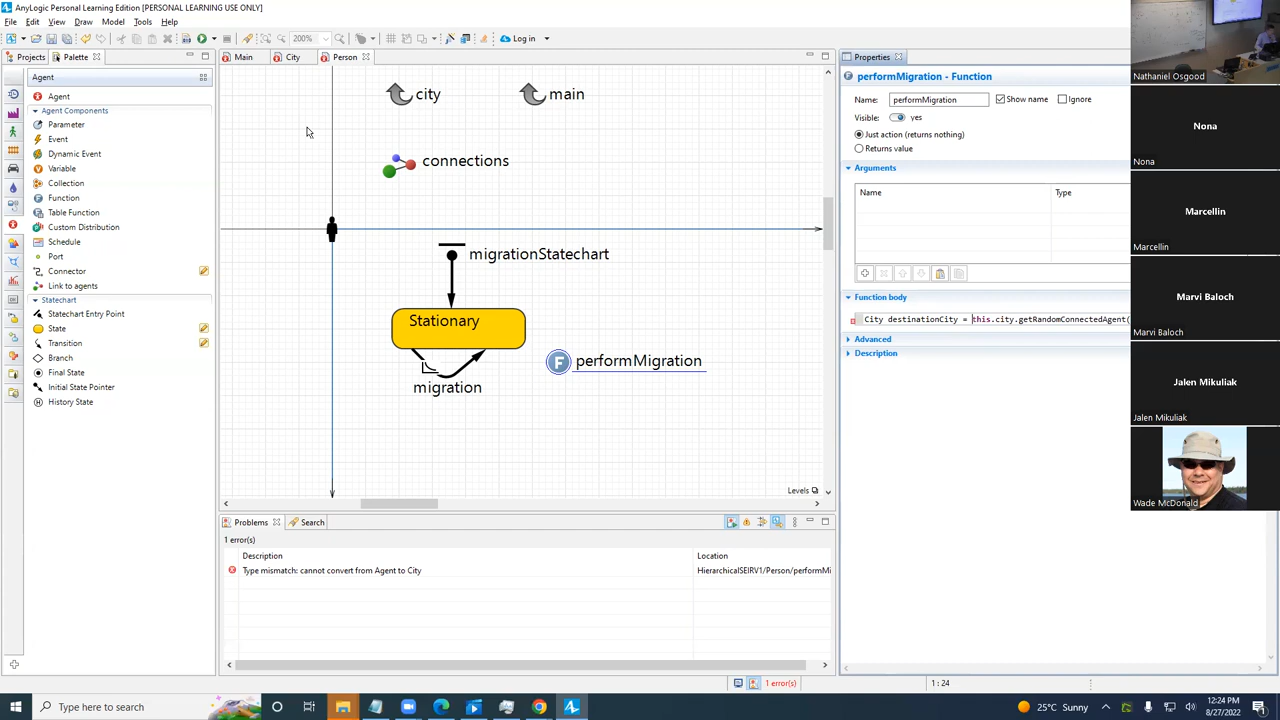 AnyLogic Personal Learning Edition [PERSONAL LEARNING USE ONLY]
File Edit View Draw Model Tools Help
200% Log in
Projects Palette
Main City Person
Properties
Agent
Agent
Agent Components
Parameter
Event
Dynamic Event
Variable
Collection
Function
Table Function
Custom Distribution
Schedule
Port
Connector
Link to agents
Statechart
Statechart Entry Point
State
Transition
Branch
Final State
Initial State Pointer
History State
city
main
connections
migrationStatechart
Stationary
performMigration
migration
Levels
Problems Search
1 error(s)
Description Location
Type mismatch: cannot convert from Agent to City HierarchicalSEIRV1/Person/performMi
performMigration - Function
Name: performMigration Show name Ignore
Visible: yes
Just action (returns nothing)
Returns value
Arguments
Name Type
Function body
City destinationCity = this.city.getRandomConnectedAgent(
Advanced
Description
1 error(s) 1 : 24
Nathaniel Osgood
Nona
Nona
Marcellin
Marcellin
Marvi Baloch
Marvi Baloch
Jalen Mikuliak
Jalen Mikuliak
Wade McDonald
Type here to search
25°C Sunny
12:24 PM
8/27/2022